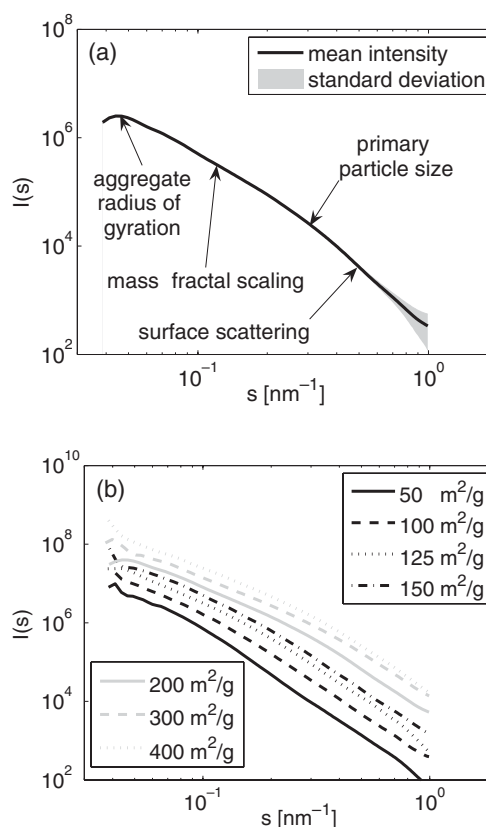 10^8
(a)
mean intensity
standard deviation
10^6
I(s)
primary
particle size
aggregate
radius of
gyration
10^4
mass fractal scaling
surface scattering
10^2
10^−1
10^0
s [nm^−1]
10^10
(b)
50 m^2/g
100 m^2/g
125 m^2/g
150 m^2/g
10^8
10^6
I(s)
200 m^2/g
300 m^2/g
400 m^2/g
10^4
10^2
10^−1
10^0
s [nm^−1]